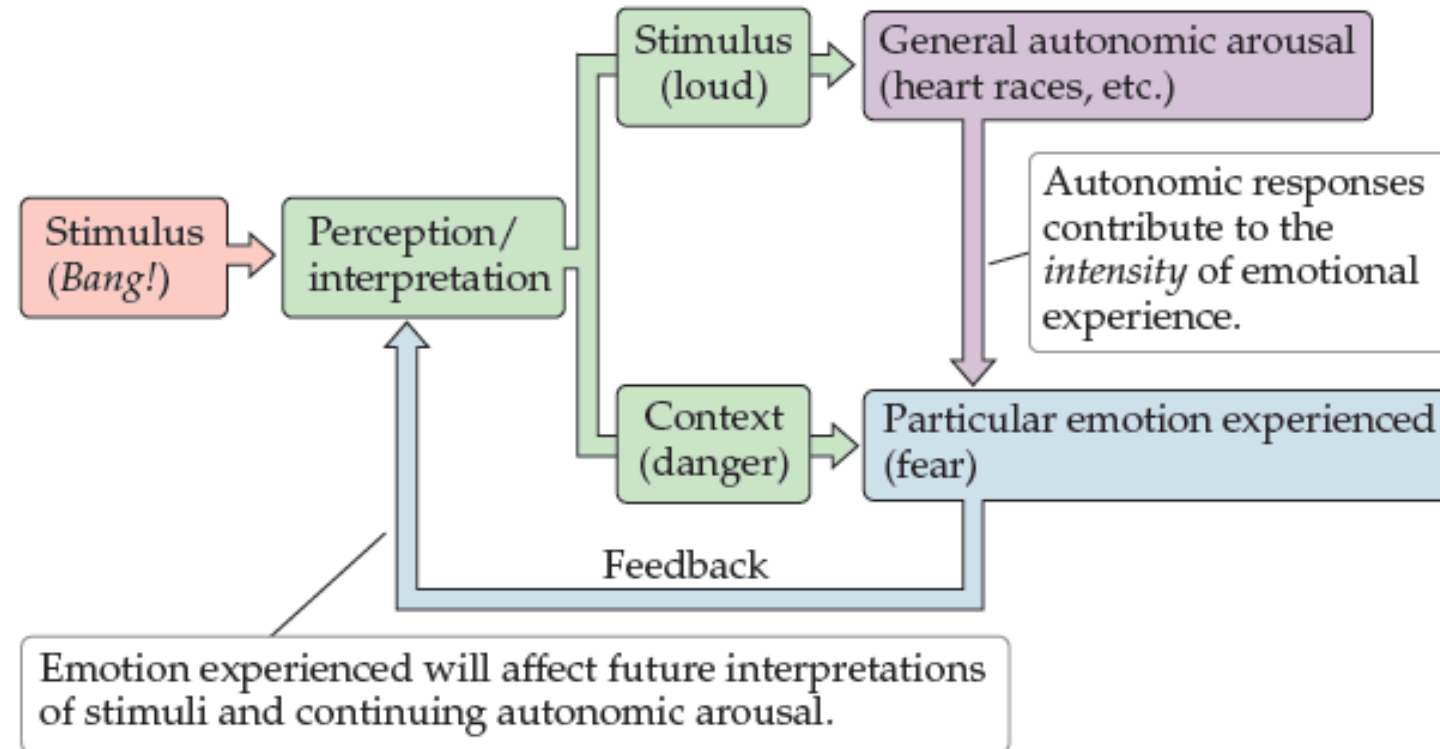 Stimulus
(loud)
General autonomic arousal
(heart races, etc.)
Stimulus
(Bang!)
Perception/
interpretation
Autonomic responses
contribute to the
intensity of emotional
experience.
Context
(danger)
Particular emotion experienced
(fear)
Feedback
Emotion experienced will affect future interpretations
of stimuli and continuing autonomic arousal.